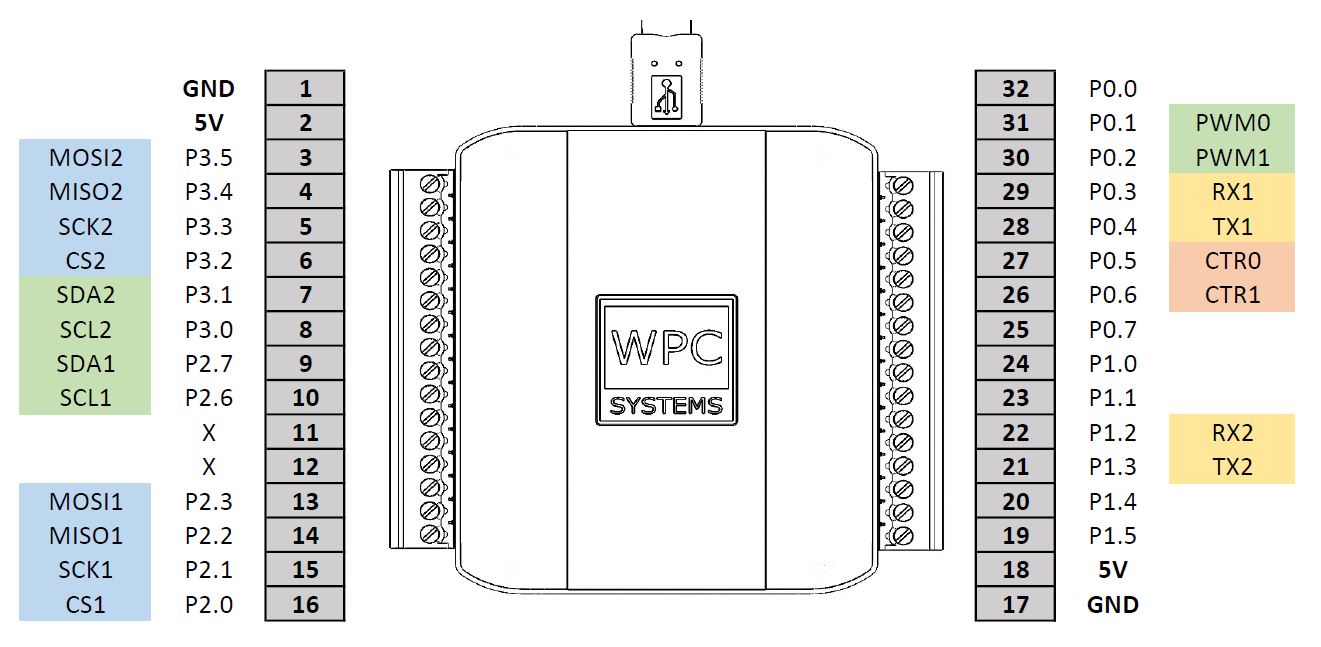 GND 1 32 P0.0
5V 2 31 P0.1 PWM0
MOSI2 P3.5 3 30 P0.2 PWM1
MISO2 P3.4 4 29 P0.3 RX1
SCK2 P3.3 5 28 P0.4 TX1
CS2 P3.2 6 27 P0.5 CTR0
SDA2 P3.1 7 26 P0.6 CTR1
SCL2 P3.0 8 25 P0.7
WPC
SDA1 P2.7 9 24 P1.0
SCL1 P2.6 10 23 P1.1
SYSTEMS
X 11 22 P1.2 RX2
X 12 21 P1.3 TX2
MOSI1 P2.3 13 20 P1.4
MISO1 P2.2 14 19 P1.5
SCK1 P2.1 15 18 5V
CS1 P2.0 16 17 GND